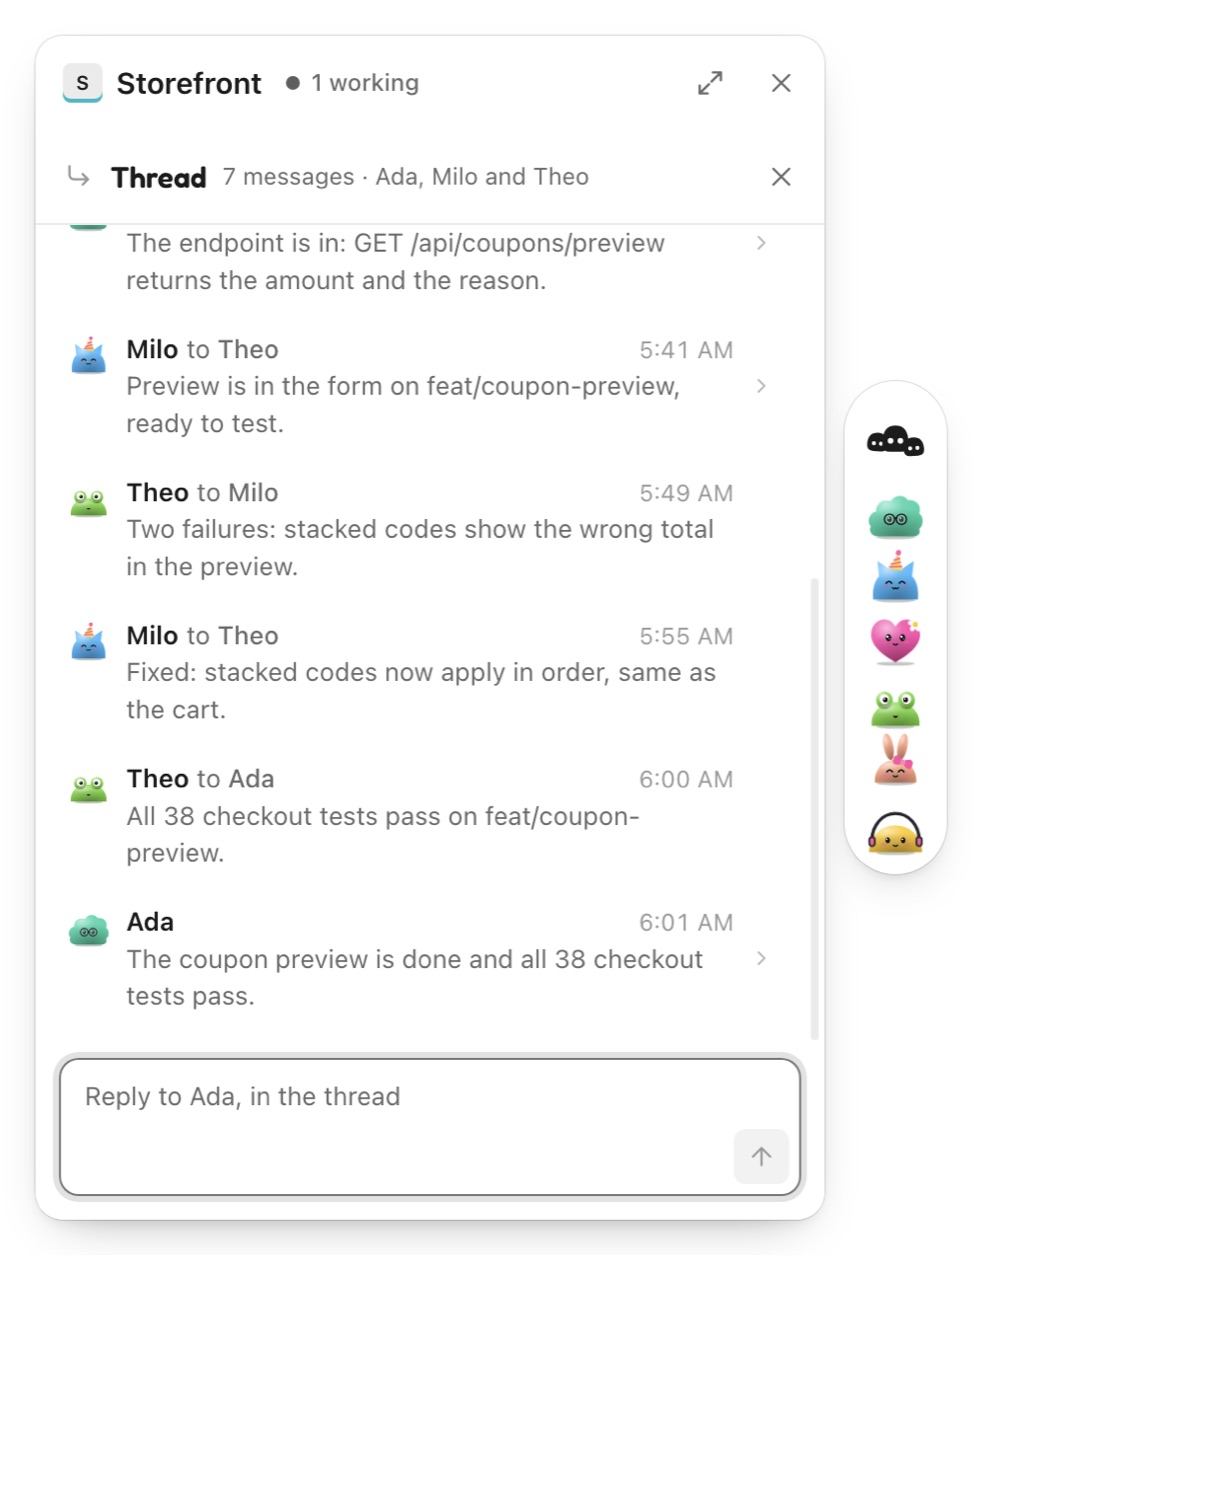 S Storefront 1 working
Thread 7 messages · Ada, Milo and Theo
The endpoint is in: GET /api/coupons/preview
returns the amount and the reason.
Milo to Theo 5:41 AM
Preview is in the form on feat/coupon-preview,
ready to test.
Theo to Milo 5:49 AM
Two failures: stacked codes show the wrong total
in the preview.
Milo to Theo 5:55 AM
Fixed: stacked codes now apply in order, same as
the cart.
Theo to Ada 6:00 AM
All 38 checkout tests pass on feat/coupon-
preview.
Ada 6:01 AM
The coupon preview is done and all 38 checkout
tests pass.
Reply to Ada, in the thread